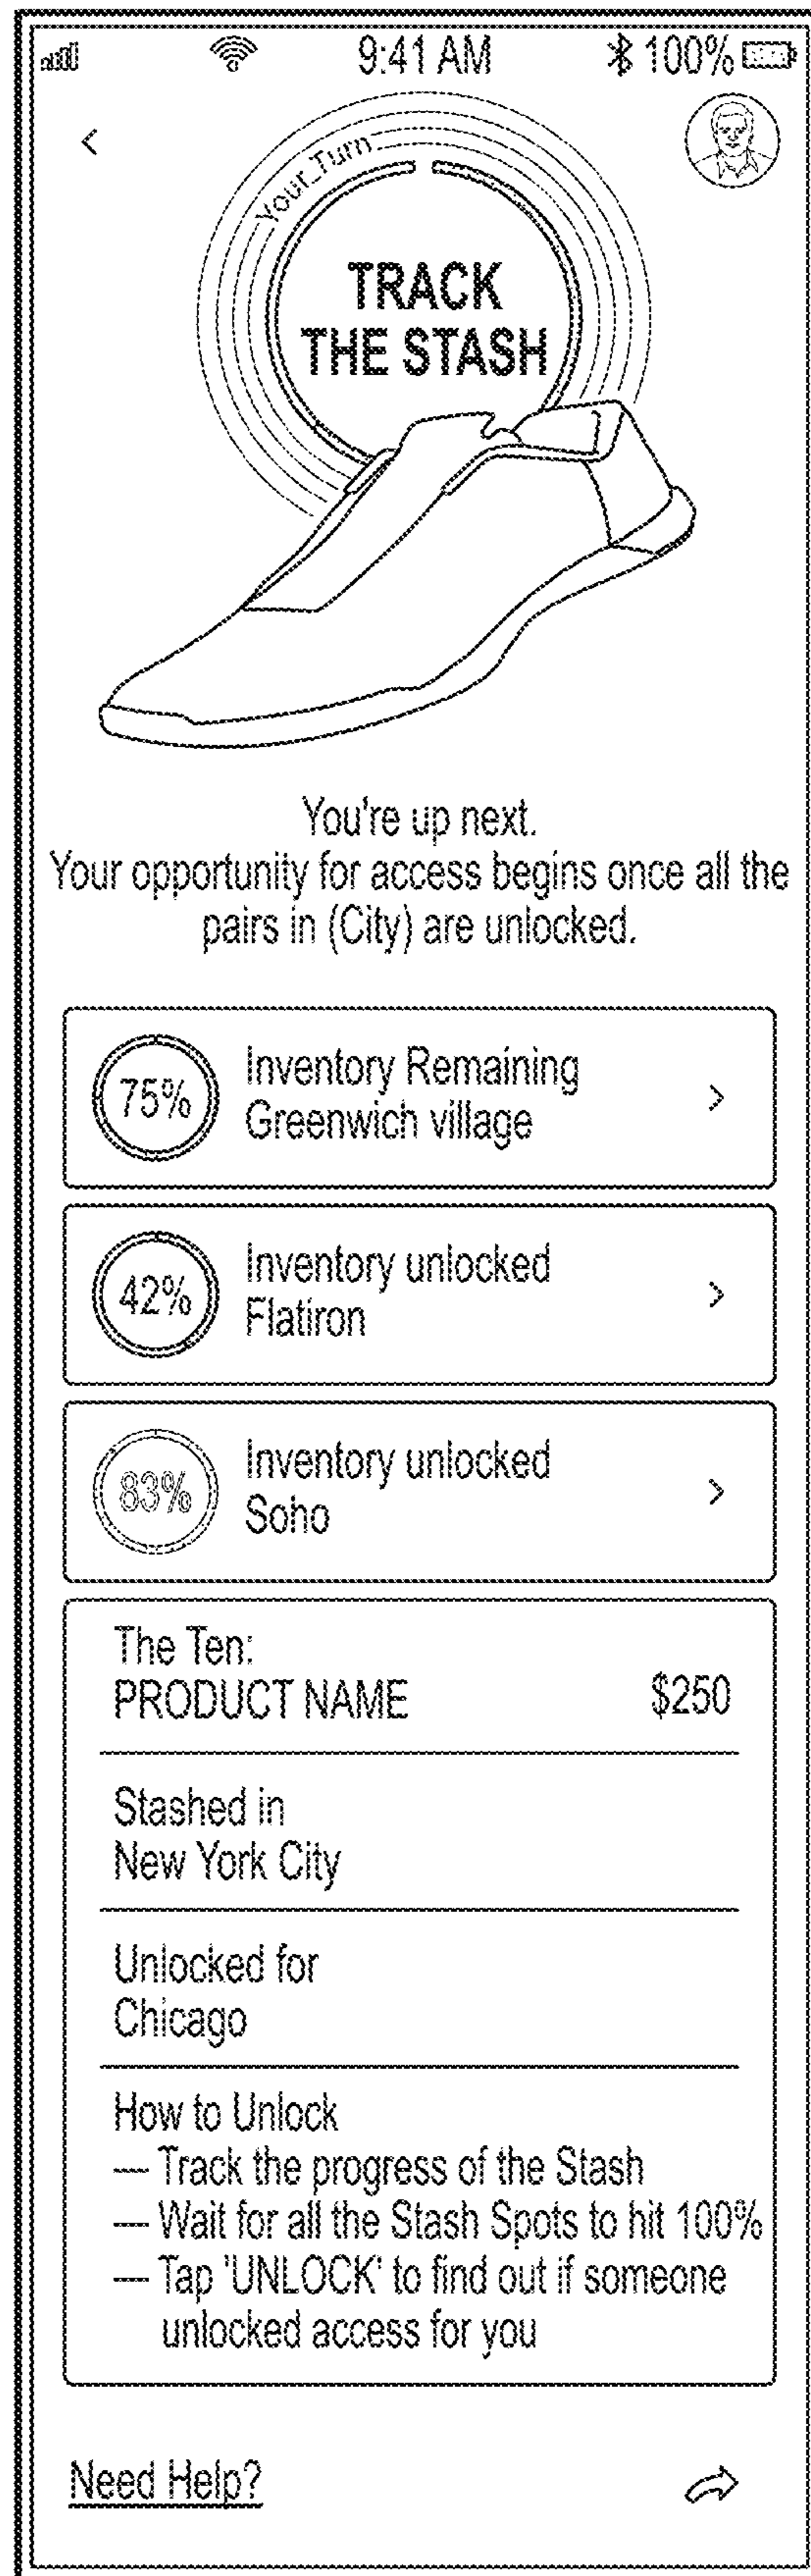 9:41 AM
100%
<
Your Turn
TRACK
THE STASH
You're up next.
Your opportunity for access begins once all the
pairs in (City) are unlocked.
75%
Inventory Remaining
Greenwich village
>
42%
Inventory unlocked
Flatiron
>
83%
Inventory unlocked
Soho
>
The Ten:
PRODUCT NAME
$250
Stashed in
New York City
Unlocked for
Chicago
How to Unlock
— Track the progress of the Stash
— Wait for all the Stash Spots to hit 100%
— Tap 'UNLOCK' to find out if someone
unlocked access for you
Need Help?